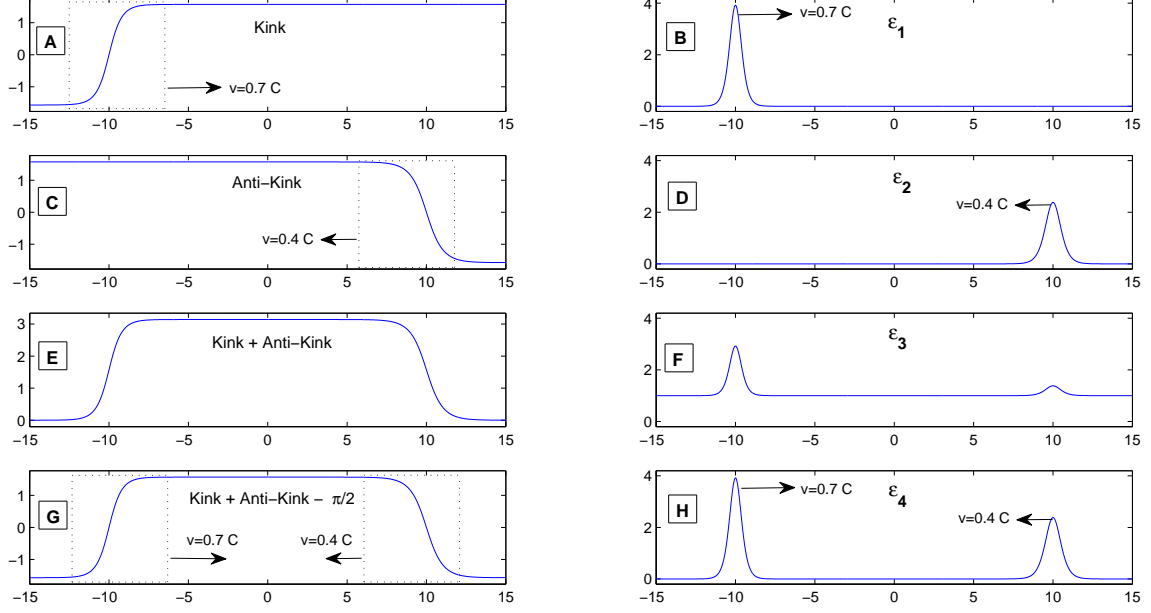 1
0
−1
A
Kink
v=0.7 C
−15 −10 −5 0 5 10 15
4
2
0
B
v=0.7 C
ε1
−15 −10 −5 0 5 10 15
1
0
−1
C
Anti−Kink
v=0.4 C
−15 −10 −5 0 5 10 15
4
2
0
D
ε2
v=0.4 C
−15 −10 −5 0 5 10 15
3
2
1
0
E
Kink + Anti−Kink
−15 −10 −5 0 5 10 15
4
2
0
F
ε3
−15 −10 −5 0 5 10 15
1
0
−1
G
Kink + Anti−Kink − π/2
v=0.7 C v=0.4 C
−15 −10 −5 0 5 10 15
4
2
0
H
v=0.7 C
ε4
v=0.4 C
−15 −10 −5 0 5 10 15